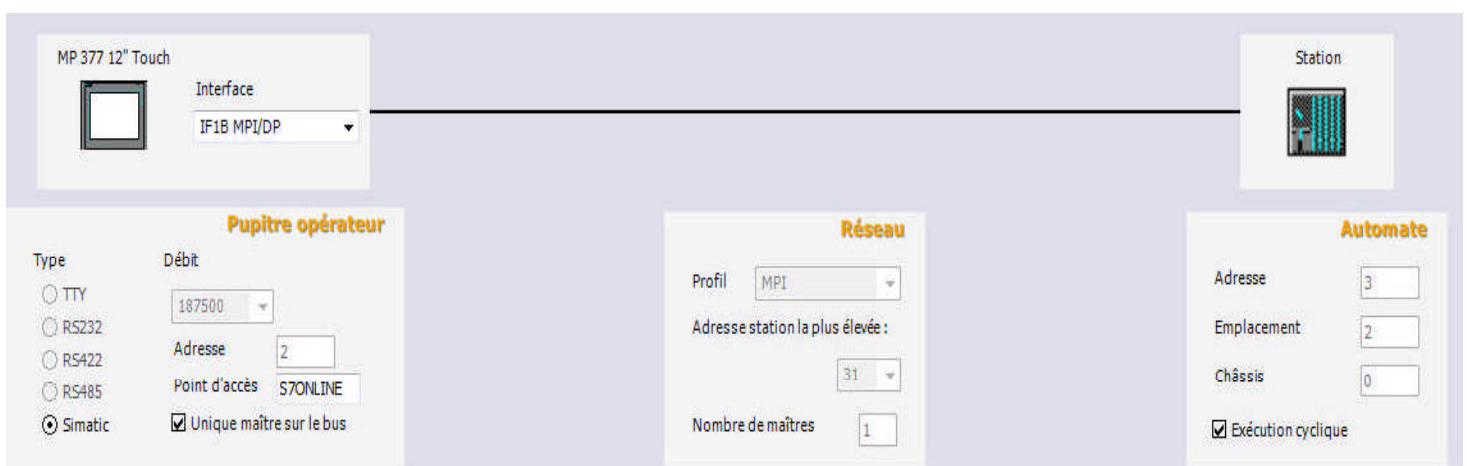 MP 377 12" Touch
Interface
IF1B MPI/DP
Station
Pupitre opérateur
Type
Débit
TTY
187500
RS232
RS422
Adresse
2
RS485
Point d'accès
S7ONLINE
Simatic
Unique maître sur le bus
Réseau
Profil
MPI
Adresse station la plus élevée :
31
Nombre de maîtres
1
Automate
Adresse
3
Emplacement
2
Châssis
0
Exécution cyclique